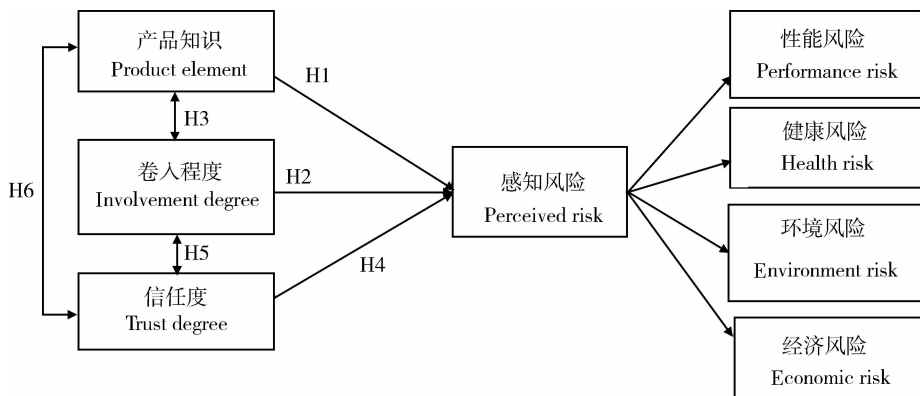 产品知识
Product element
H1
H3
卷入程度
Involvement degree
H2
H6
H5
信任度
Trust degree
H4
感知风险
Perceived risk
性能风险
Performance risk
健康风险
Health risk
环境风险
Environment risk
经济风险
Economic risk